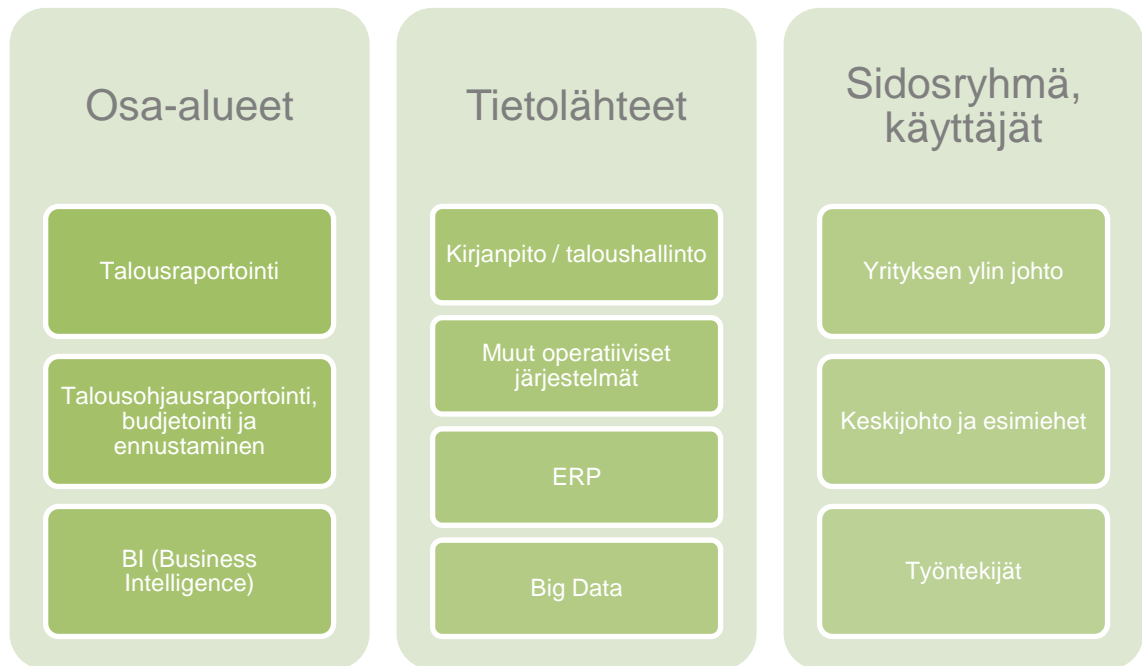 Osa-alueet
Talousraportointi
Talousohjausraportointi,
budjetointi ja
ennustaminen
BI (Business
Intelligence)
Tietolähteet
Kirjanpito / taloushallinto
Muut operatiiviset
järjestelmät
ERP
Big Data
Sidosryhmä,
käyttäjät
Yrityksen ylin johto
Keskijohto ja esimiehet
Työntekijät